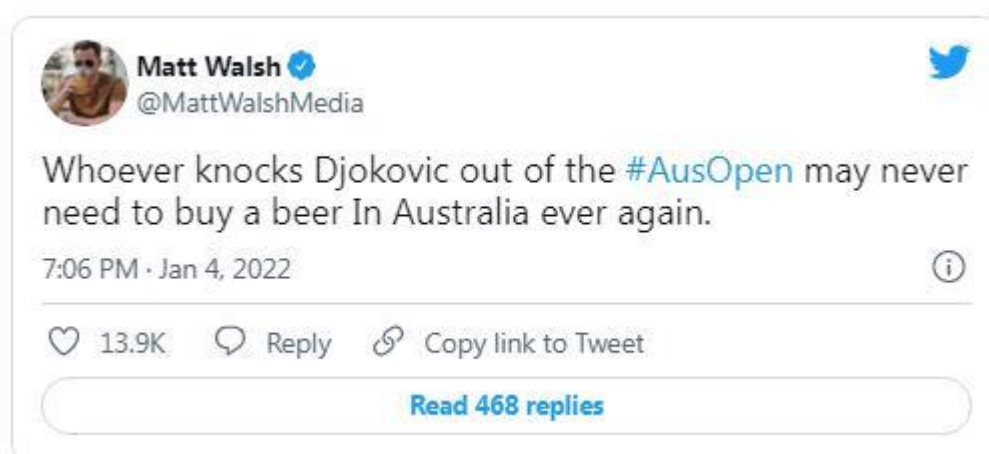 Matt Walsh
@MattWalshMedia
Whoever knocks Djokovic out of the #AusOpen may never
need to buy a beer In Australia ever again.
7:06 PM · Jan 4, 2022
13.9K Reply Copy link to Tweet
Read 468 replies